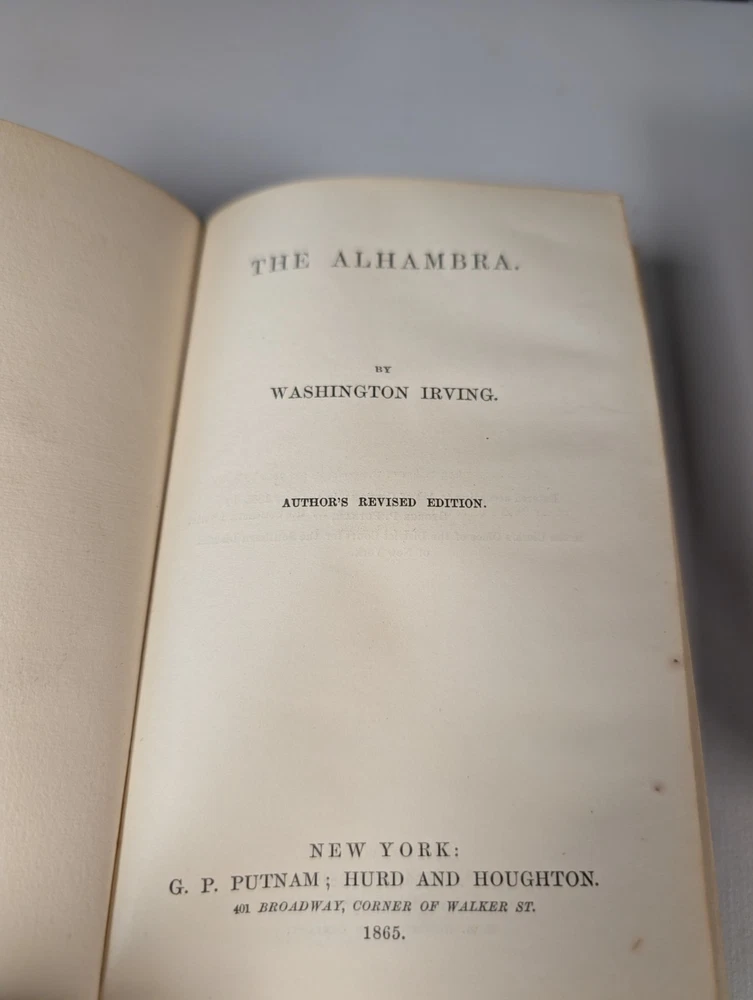 THE ALHAMBRA.
BY
WASHINGTON IRVING.
AUTHOR'S REVISED EDITION.
NEW YORK:
G. P. PUTNAM; HURD AND HOUGHTON.
401 BROADWAY, CORNER OF WALKER ST.
1865.